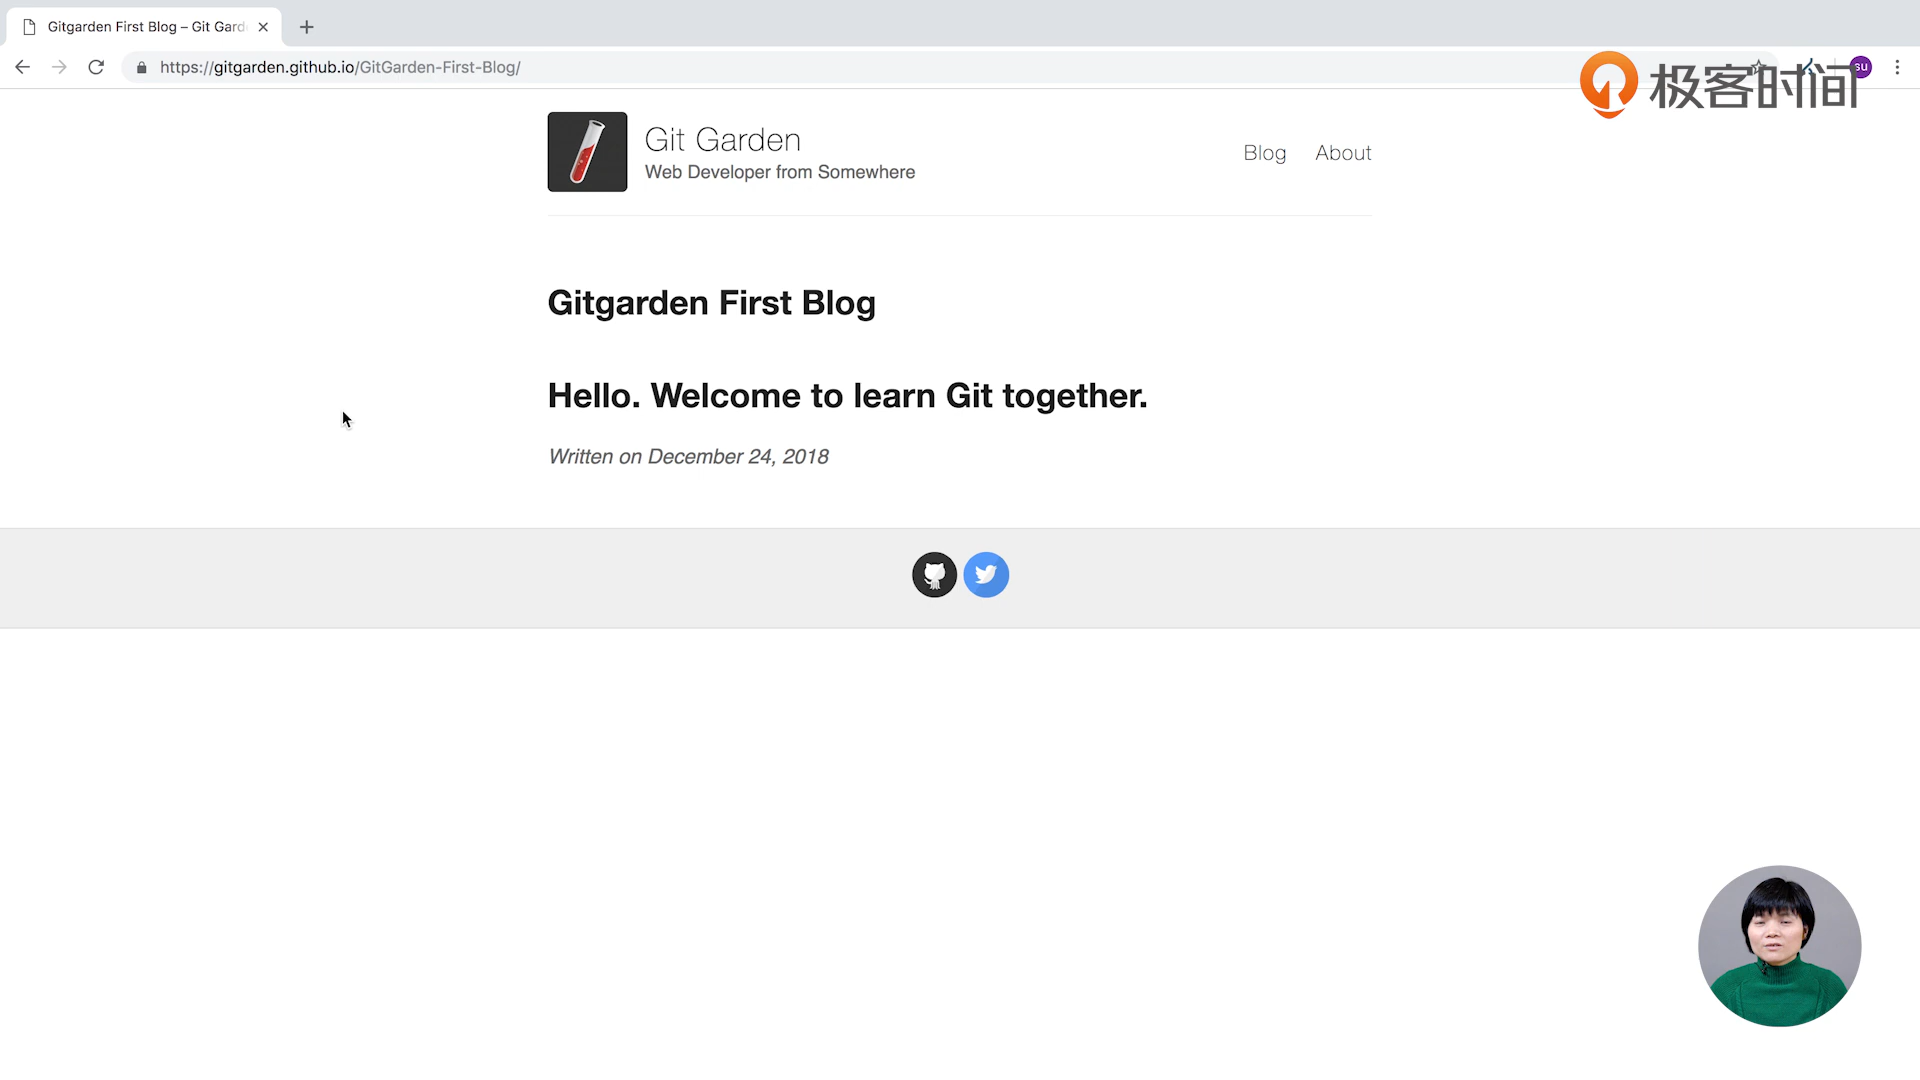 Gitgarden First Blog – Git Gard
https://gitgarden.github.io/GitGarden-First-Blog/
su
极客时间
Git Garden
Web Developer from Somewhere
Blog
About
Gitgarden First Blog
Hello. Welcome to learn Git together.
Written on December 24, 2018